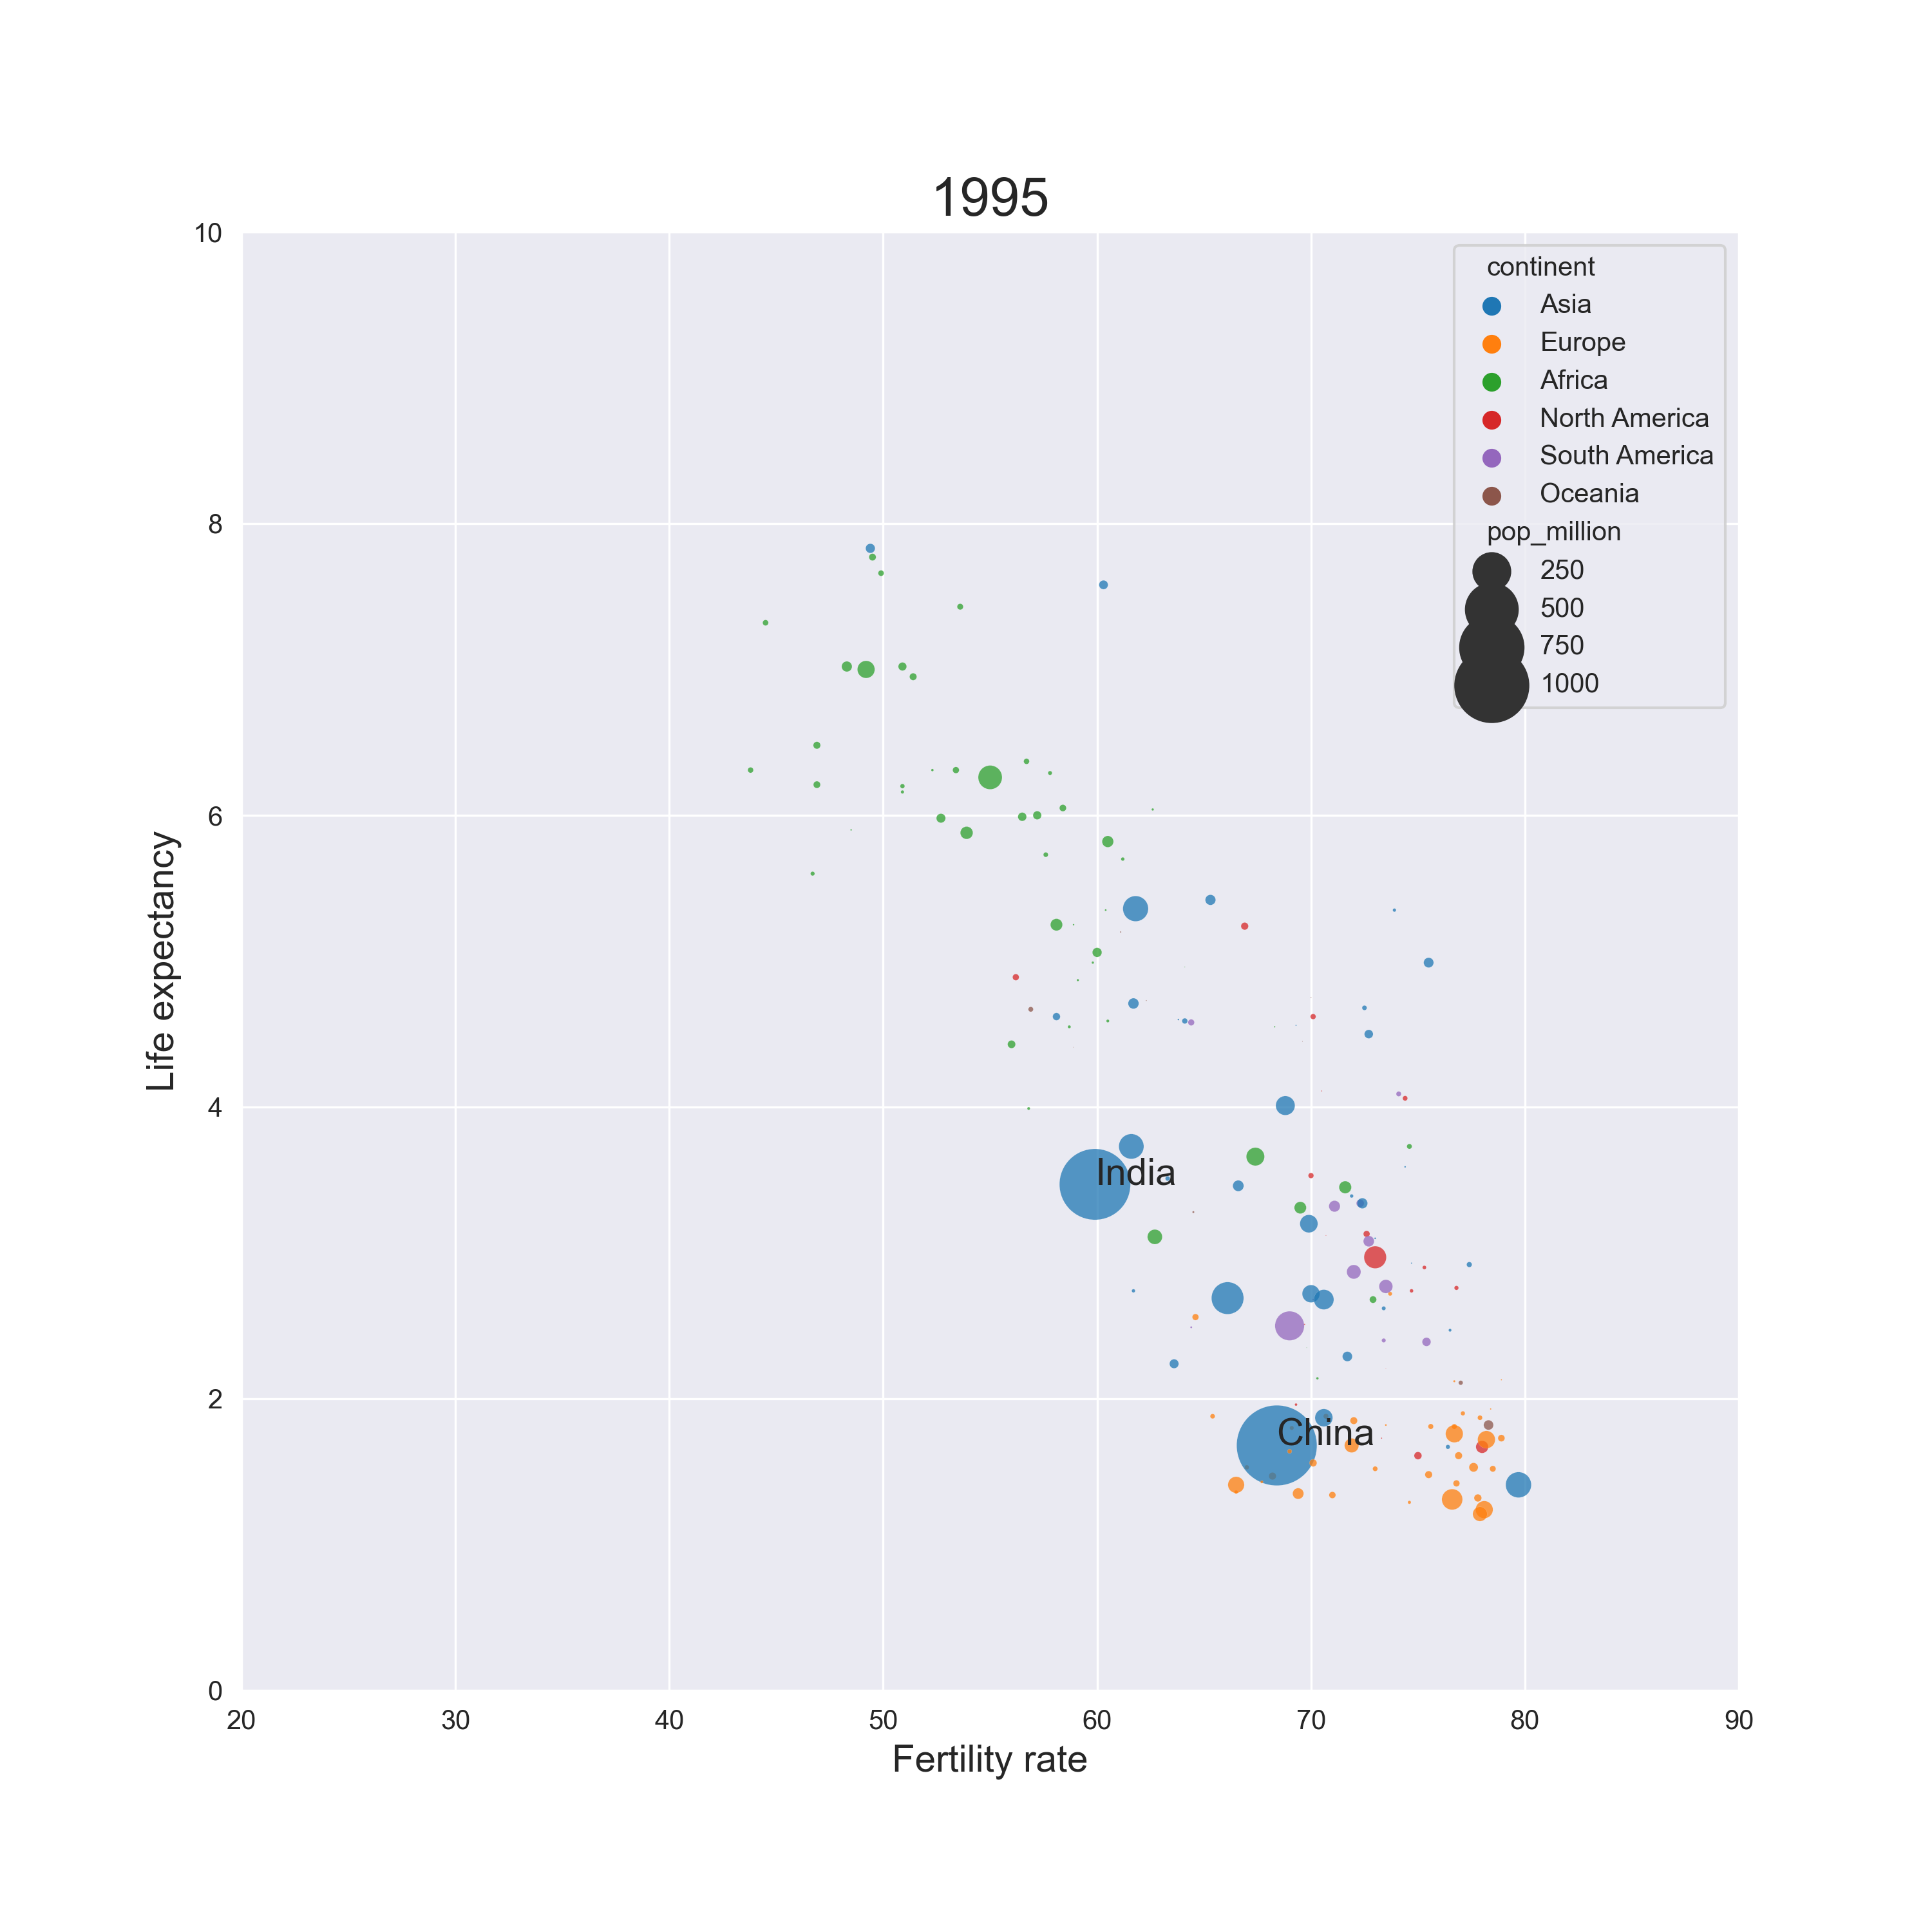 1995
10
8
6
4
2
0
Life expectancy
20 30 40 50 60 70 80 90
Fertility rate
continent
Asia
Europe
Africa
North America
South America
Oceania
pop_million
250
500
750
1000
India
China